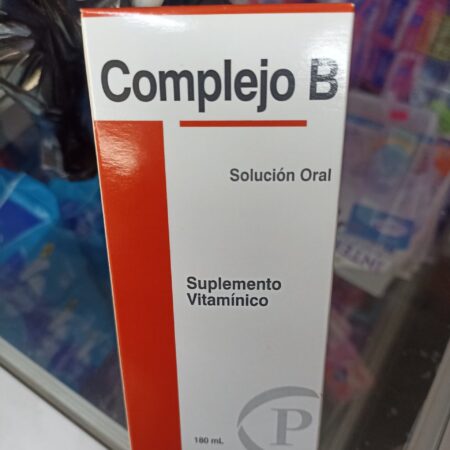 Complejo B
Solución Oral
Suplemento
Vitamínico
180 mL
P